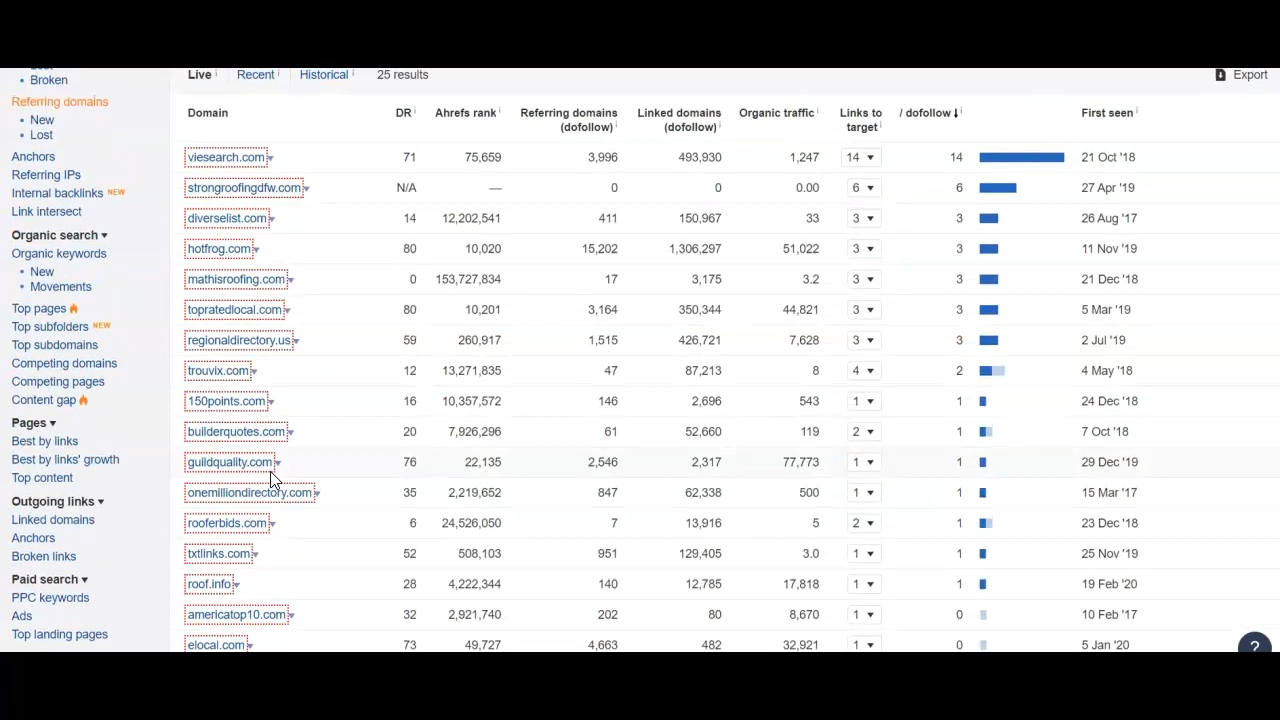 Broken
Referring domains
New
Lost
Anchors
Referring IPs
Internal backlinks NEW
Link intersect
Organic search
Organic keywords
New
Movements
Top pages
Top subfolders NEW
Top subdomains
Competing domains
Competing pages
Content gap
Pages
Best by links
Best by links' growth
Top content
Outgoing links
Linked domains
Anchors
Broken links
Paid search
PPC keywords
Ads
Top landing pages
Live Recent Historical 25 results Export
Domain DR Ahrefs rank Referring domains (dofollow) Linked domains (dofollow) Organic traffic Links to target / dofollow First seen
viesearch.com 71 75,659 3,996 493,930 1,247 14 14 21 Oct '18
strongroofingdfw.com N/A — 0 0 0.00 6 6 27 Apr '19
diverselist.com 14 12,202,541 411 150,967 33 3 3 26 Aug '17
hotfrog.com 80 10,020 15,202 1,306,297 51,022 3 3 11 Nov '19
mathisroofing.com 0 153,727,834 17 3,175 3.2 3 3 21 Dec '18
topratedlocal.com 80 10,201 3,164 350,344 44,821 3 3 5 Mar '19
regionaldirectory.us 59 260,917 1,515 426,721 7,628 3 3 2 Jul '19
trouvix.com 12 13,271,835 47 87,213 8 4 2 4 May '18
150points.com 16 10,357,572 146 2,696 543 1 1 24 Dec '18
builderquotes.com 20 7,926,296 61 52,660 119 2 1 7 Oct '18
guildquality.com 76 22,135 2,546 2,317 77,773 1 1 29 Dec '19
onemilliondirectory.com 35 2,219,652 847 62,338 500 1 1 15 Mar '17
rooferbids.com 6 24,526,050 7 13,916 5 2 1 23 Dec '18
txtlinks.com 52 508,103 951 129,405 3.0 1 1 25 Nov '19
roof.info 28 4,222,344 140 12,785 17,818 1 1 19 Feb '20
americatop10.com 32 2,921,740 202 80 8,670 1 0 10 Feb '17
elocal.com 73 49,727 4,663 482 32,921 1 0 5 Jan '20
?